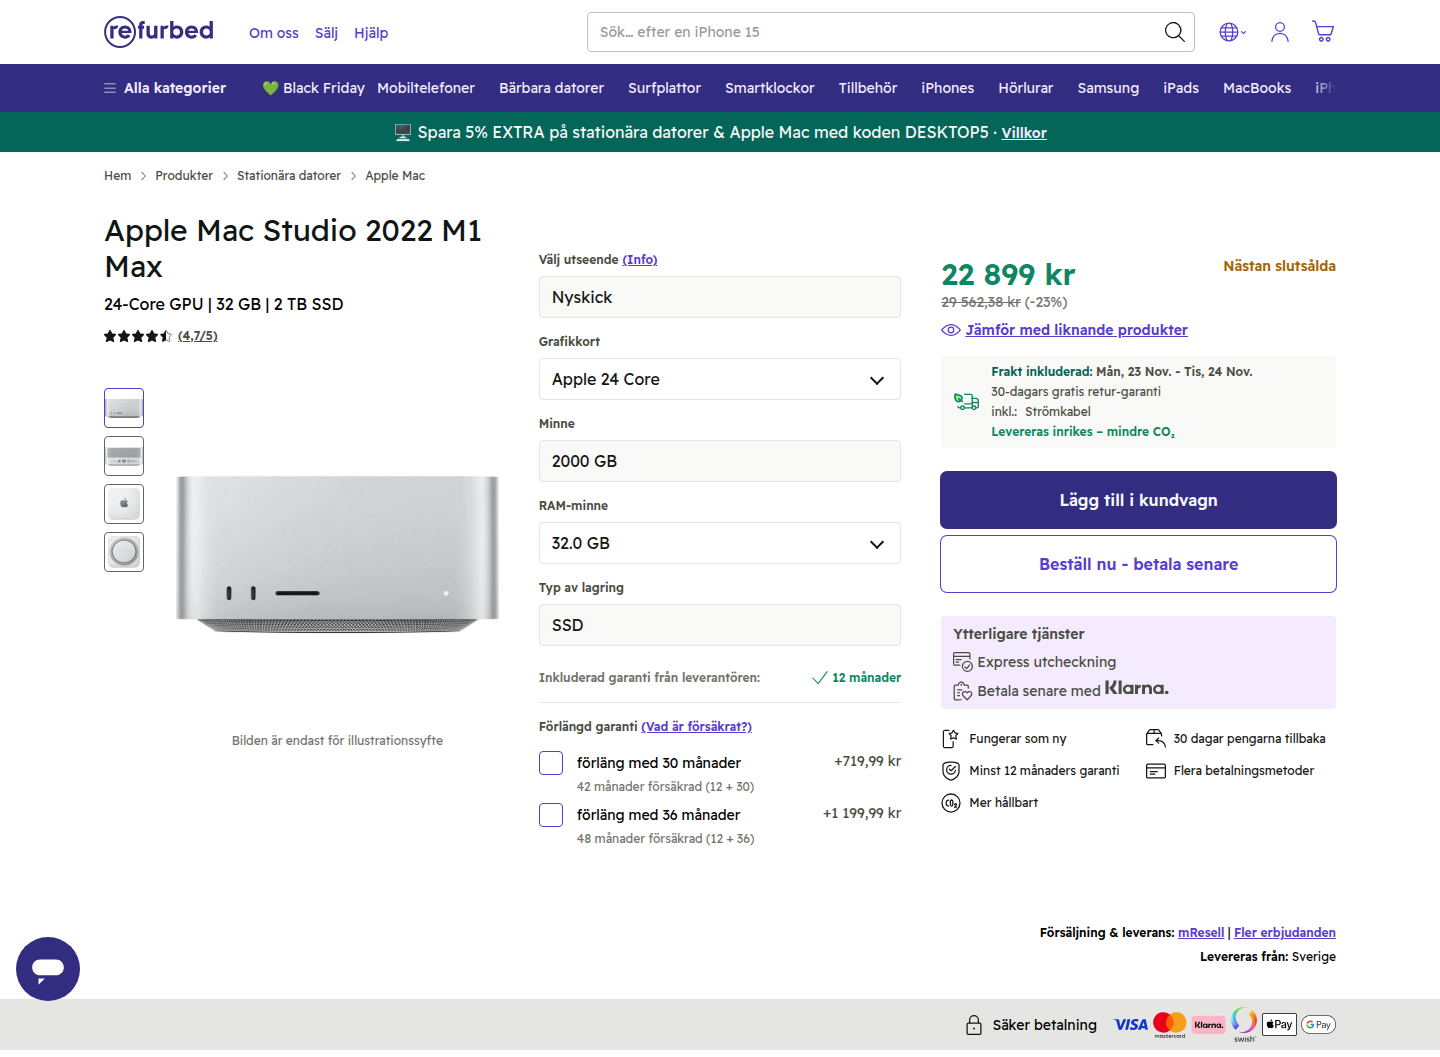 refurbed
Om oss
Sälj
Hjälp
Sök... efter en iPhone 15
Alla kategorier
💚 Black Friday
Mobiltelefoner
Bärbara datorer
Surfplattor
Smartklockor
Tillbehör
iPhones
Hörlurar
Samsung
iPads
MacBooks
iPh
🖥️ Spara 5% EXTRA på stationära datorer & Apple Mac med koden DESKTOP5 · Villkor
Hem > Produkter > Stationära datorer > Apple Mac
Apple Mac Studio 2022 M1
Max
24-Core GPU | 32 GB | 2 TB SSD
(4,7/5)
Bilden är endast för illustrationssyfte
Välj utseende (Info)
Nyskick
Grafikkort
Apple 24 Core
Minne
2000 GB
RAM-minne
32.0 GB
Typ av lagring
SSD
Inkluderad garanti från leverantören:
12 månader
Förlängd garanti (Vad är försäkrat?)
förläng med 30 månader
+719,99 kr
42 månader försäkrad (12 + 30)
förläng med 36 månader
+1 199,99 kr
48 månader försäkrad (12 + 36)
22 899 kr
Nästan slutsålda
29 562,38 kr (-23%)
Jämför med liknande produkter
Frakt inkluderad: Mån, 23 Nov. - Tis, 24 Nov.
30-dagars gratis retur-garanti
inkl.: Strömkabel
Levereras inrikes – mindre CO₂
Lägg till i kundvagn
Beställ nu - betala senare
Ytterligare tjänster
Express utcheckning
Betala senare med Klarna.
Fungerar som ny
30 dagar pengarna tillbaka
Minst 12 månaders garanti
Flera betalningsmetoder
CO₂ Mer hållbart
Försäljning & leverans: mResell | Fler erbjudanden
Levereras från: Sverige
Säker betalning
VISA
mastercard
Klarna.
swish
Pay
G Pay